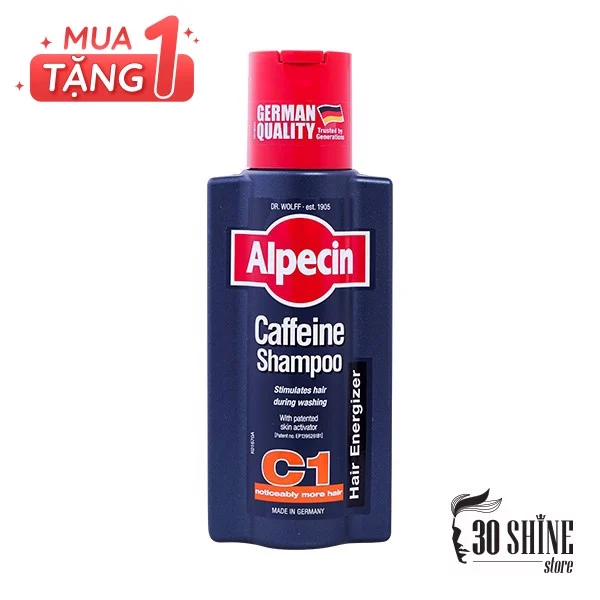 MUA
TẶNG 1
GERMAN
QUALITY
Trusted by
Generations
DR. WOLFF · est. 1905
Alpecin
Caffeine
Shampoo
Stimulates hair
during washing
With patented
skin activator
C1
noticeably more hair
MADE IN GERMANY
Hair Energizer
30 SHINE
store